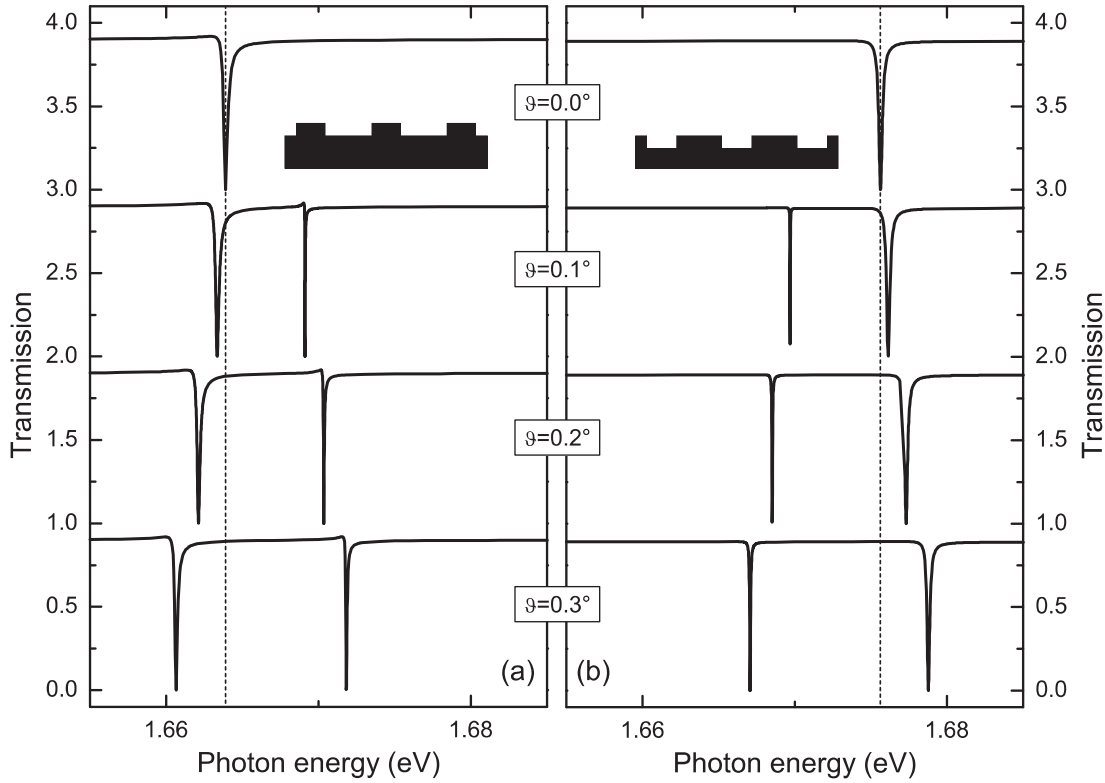 4.0
3.5
3.0
2.5
2.0
1.5
1.0
0.5
0.0
Transmission
1.66
1.68
Photon energy (eV)
(a)
ϑ=0.0°
ϑ=0.1°
ϑ=0.2°
ϑ=0.3°
(b)
1.66
1.68
Photon energy (eV)
4.0
3.5
3.0
2.5
2.0
1.5
1.0
0.5
0.0
Transmission